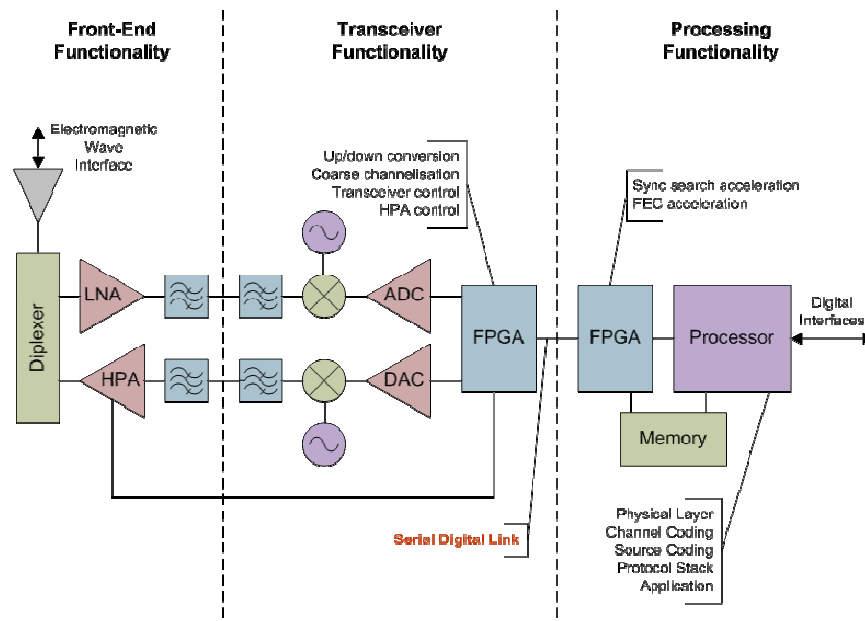 Front-End
Functionality
Transceiver
Functionality
Processing
Functionality
Electromagnetic
Wave
Interface
Up/down conversion
Coarse channelisation
Transceiver control
HPA control
Sync search acceleration
FEC acceleration
Diplexer
LNA
ADC
HPA
DAC
FPGA
FPGA
Processor
Digital
Interfaces
Memory
Serial Digital Link
Physical Layer
Channel Coding
Source Coding
Protocol Stack
Application